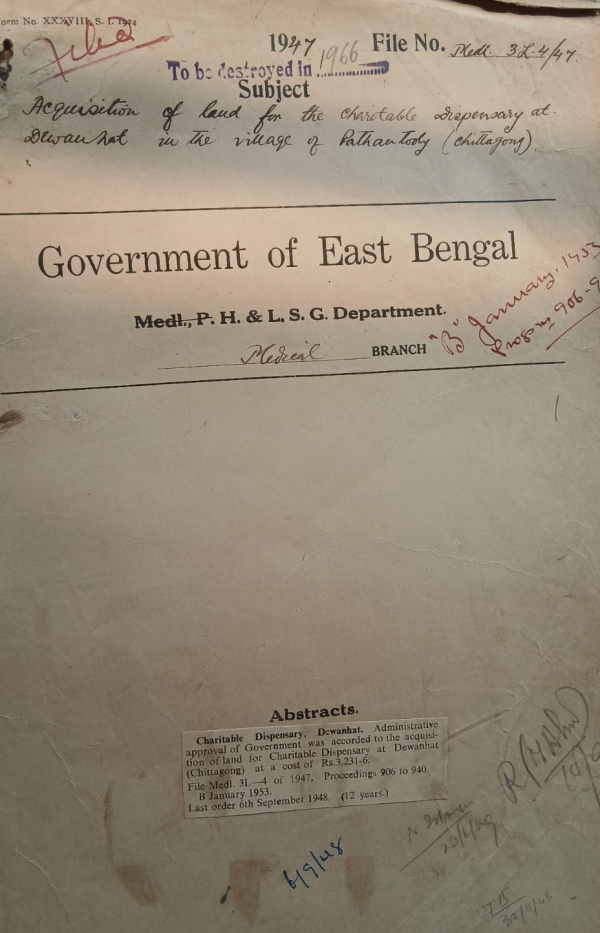 orm No. XXXVIII, S. I. 1924
Filed
1947 File No. Medl. 3L-4/47.
To be destroyed in 1966
Subject
Acquisition of land for the charitable dispensary at
Dewanhat in the village of Pathantooly (Chittagong).
Government of East Bengal
Medl., P. H. & L. S. G. Department.
Medical BRANCH
"B" January. 1953
Progs nos 906-9
Abstracts.
Charitable Dispensary, Dewanhat. Administrative
approval of Government was accorded to the acquisi-
tion of land for Charitable Dispensary at Dewanhat
(Chittagong) at a cost of Rs.3,231-6.
File Medl. 3L—4 of 1947, Proceedings 906 to 940.
B January 1953.
Last order 6th September 1948. (12 years.)
6/9/48